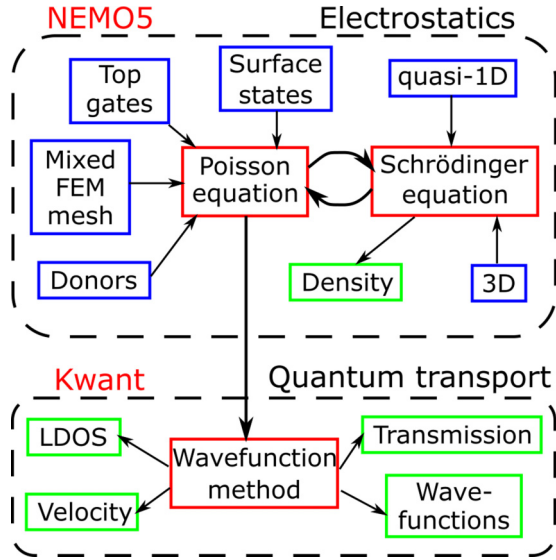 NEMO5
Electrostatics
Top
gates
Surface
states
quasi-1D
Mixed
FEM
mesh
Poisson
equation
Schrödinger
equation
Donors
Density
3D
Kwant
Quantum transport
LDOS
Transmission
Wavefunction
method
Velocity
Wave-
functions